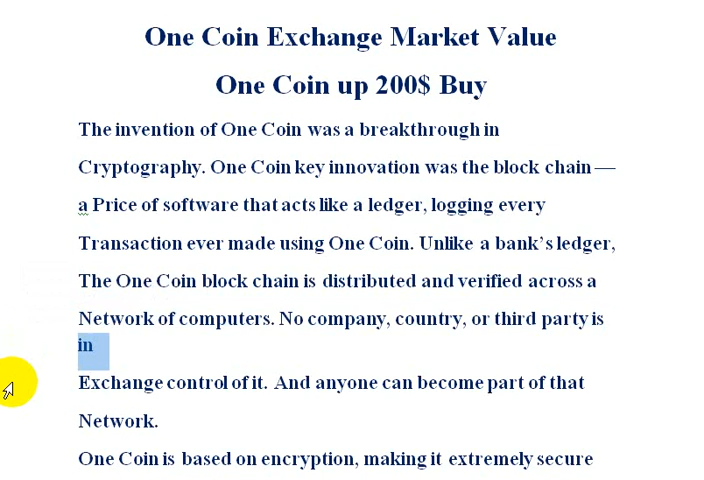 One Coin Exchange Market Value
One Coin up 200$ Buy
The invention of One Coin was a breakthrough in
Cryptography. One Coin key innovation was the block chain —
a Price of software that acts like a ledger, logging every
Transaction ever made using One Coin. Unlike a bank’s ledger,
The One Coin block chain is distributed and verified across a
Network of computers. No company, country, or third party is
in
Exchange control of it. And anyone can become part of that
Network.
One Coin is based on encryption, making it extremely secure